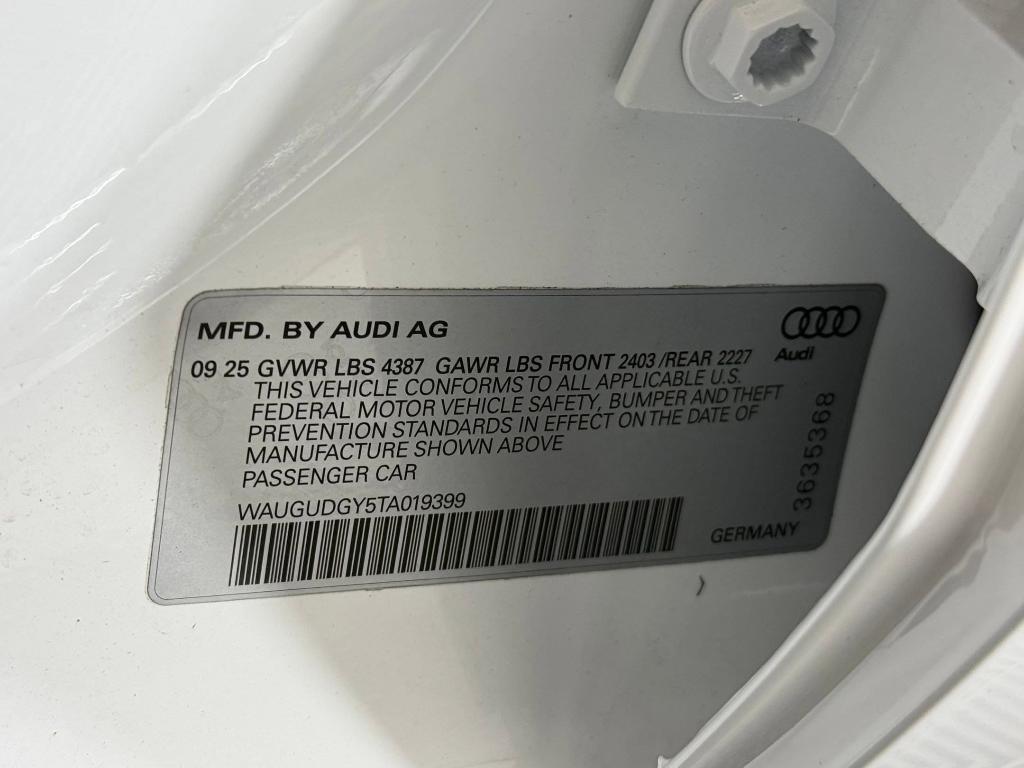 MFD. BY AUDI AG
Audi
09 25 GVWR LBS 4387 GAWR LBS FRONT 2403 /REAR 2227
THIS VEHICLE CONFORMS TO ALL APPLICABLE U.S.
FEDERAL MOTOR VEHICLE SAFETY, BUMPER AND THEFT
PREVENTION STANDARDS IN EFFECT ON THE DATE OF
MANUFACTURE SHOWN ABOVE
PASSENGER CAR
WAUGUDGY5TA019399
GERMANY
3635368